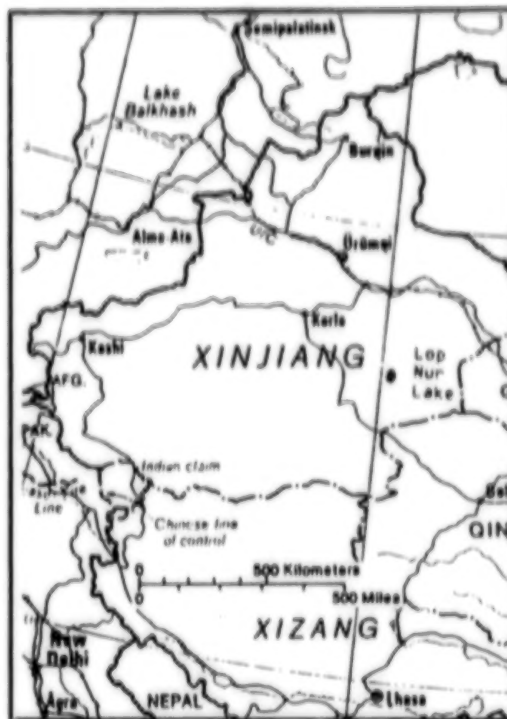 Semipalatinsk
Lake
Balkhash
Burqin
Alma-Ata
Ürümqi
Korla
Kashi
XINJIANG
Lop
Nur
Lake
AFG.
PAK.
Indian claim
Line
Chinese line
of control
0 500 Kilometers
0 500 Miles
QIN
XIZANG
New
Delhi
Agra
NEPAL
Lhasa